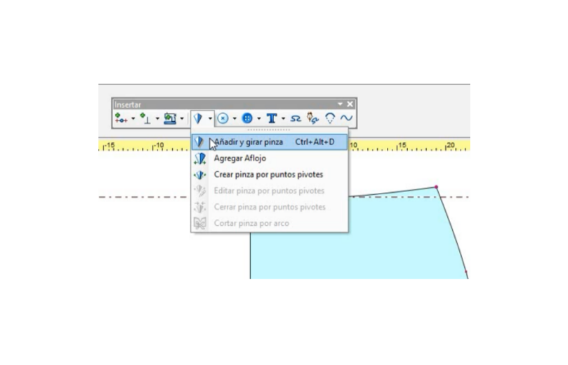 Insertar
-15 -10 10 15 20
Añadir y girar pinza Ctrl+Alt+D
Agregar Aflojo
Crear pinza por puntos pivotes
Editar pinza por puntos pivotes
Cerrar pinza por puntos pivotes
Cortar pinza por arco